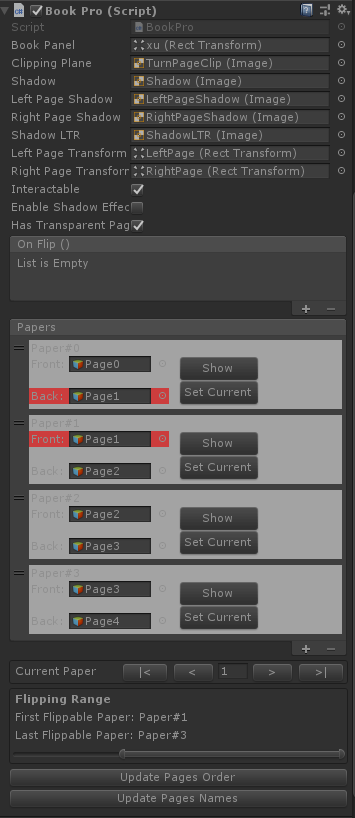 Book Pro (Script)
Script BookPro
Book Panel xu (Rect Transform)
Clipping Plane TurnPageClip (Image)
Shadow Shadow (Image)
Left Page Shadow LeftPageShadow (Image)
Right Page Shadow RightPageShadow (Image)
Shadow LTR ShadowLTR (Image)
Left Page Transform LeftPage (Rect Transform)
Right Page Transforn RightPage (Rect Transform)
Interactable
Enable Shadow Effec
Has Transparent Pag
On Flip ()
List is Empty
Papers
Paper#0
Front: Page0 Show
Back: Page1 Set Current
Paper#1
Front: Page1 Show
Back: Page2 Set Current
Paper#2
Front: Page2 Show
Back: Page3 Set Current
Paper#3
Front: Page3 Show
Back: Page4 Set Current
Current Paper |< < 1 > >|
Flipping Range
First Flippable Paper: Paper#1
Last Flippable Paper: Paper#3
Update Pages Order
Update Pages Names